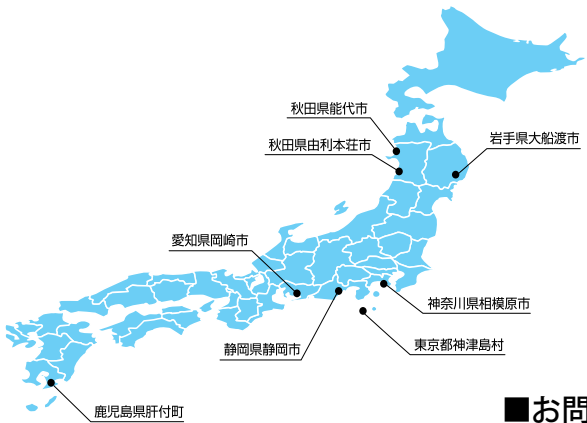 秋田県能代市
岩手県大船渡市
秋田県由利本荘市
愛知県岡崎市
神奈川県相模原市
静岡県静岡市
東京都神津島村
鹿児島県肝付町
■お問